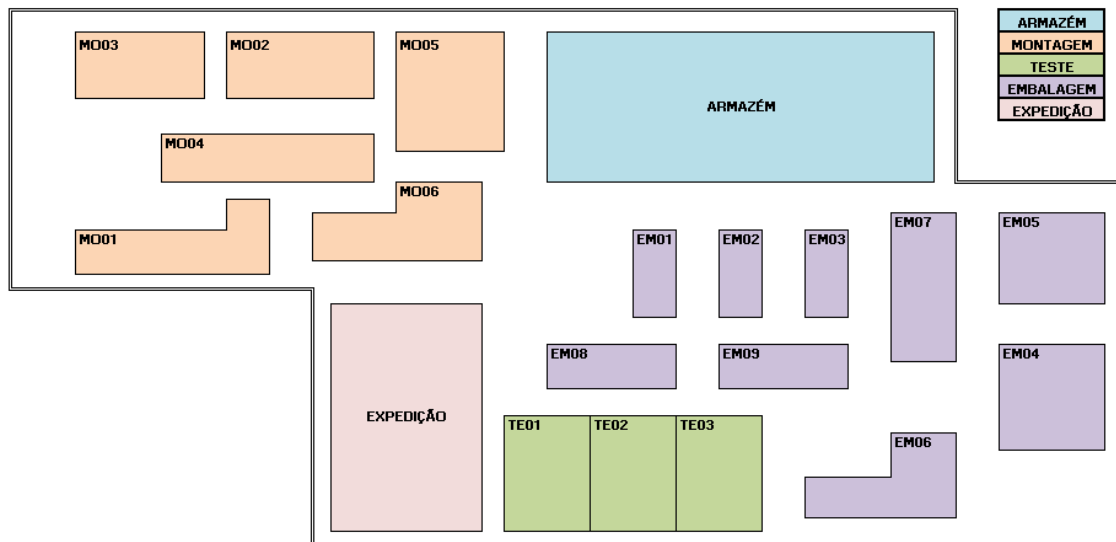 ARMAZÉM
MONTAGEM
TESTE
EMBALAGEM
EXPEDIÇÃO
MO03
MO02
MO05
ARMAZÉM
MO04
MO06
MO01
EM01
EM02
EM03
EM07
EM05
EM08
EM09
EM04
EXPEDIÇÃO
TE01
TE02
TE03
EM06